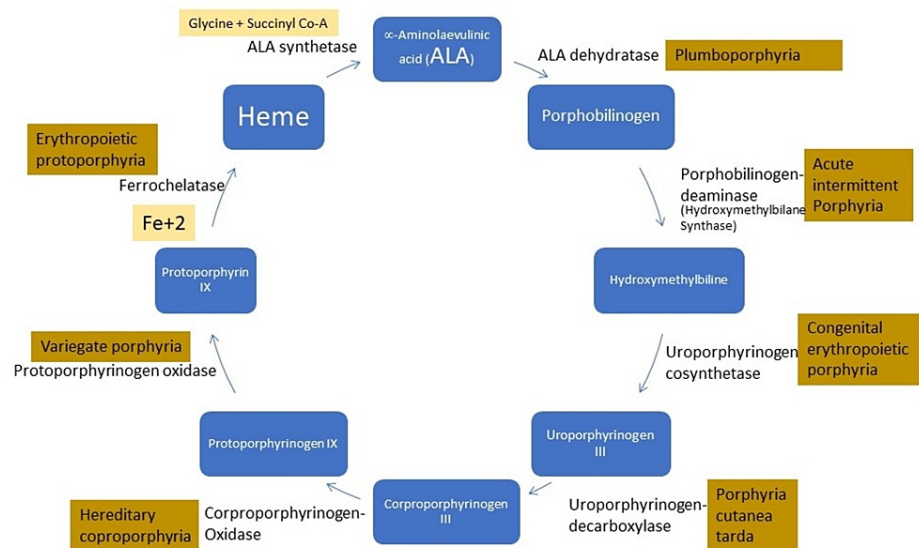 Glycine + Succinyl Co-A
ALA synthetase
∝-Aminolaevulinic
acid (ALA)
ALA dehydratase
Plumboporphyria
Porphobilinogen
Porphobilinogen-
deaminase
(Hydroxymethylbilane
Synthase)
Acute
intermittent
Porphyria
Hydroxymethylbiline
Uroporphyrinogen
cosynthetase
Congenital
erythropoietic
porphyria
Uroporphyrinogen
III
Uroporphyrinogen-
decarboxylase
Porphyria
cutanea
tarda
Corproporphyrinogen
III
Corproporphyrinogen-
Oxidase
Hereditary
coproporphyria
Protoporphyrinogen IX
Variegate porphyria
Protoporphyrinogen oxidase
Protoporphyrin
IX
Fe+2
Ferrochelatase
Erythropoietic
protoporphyria
Heme